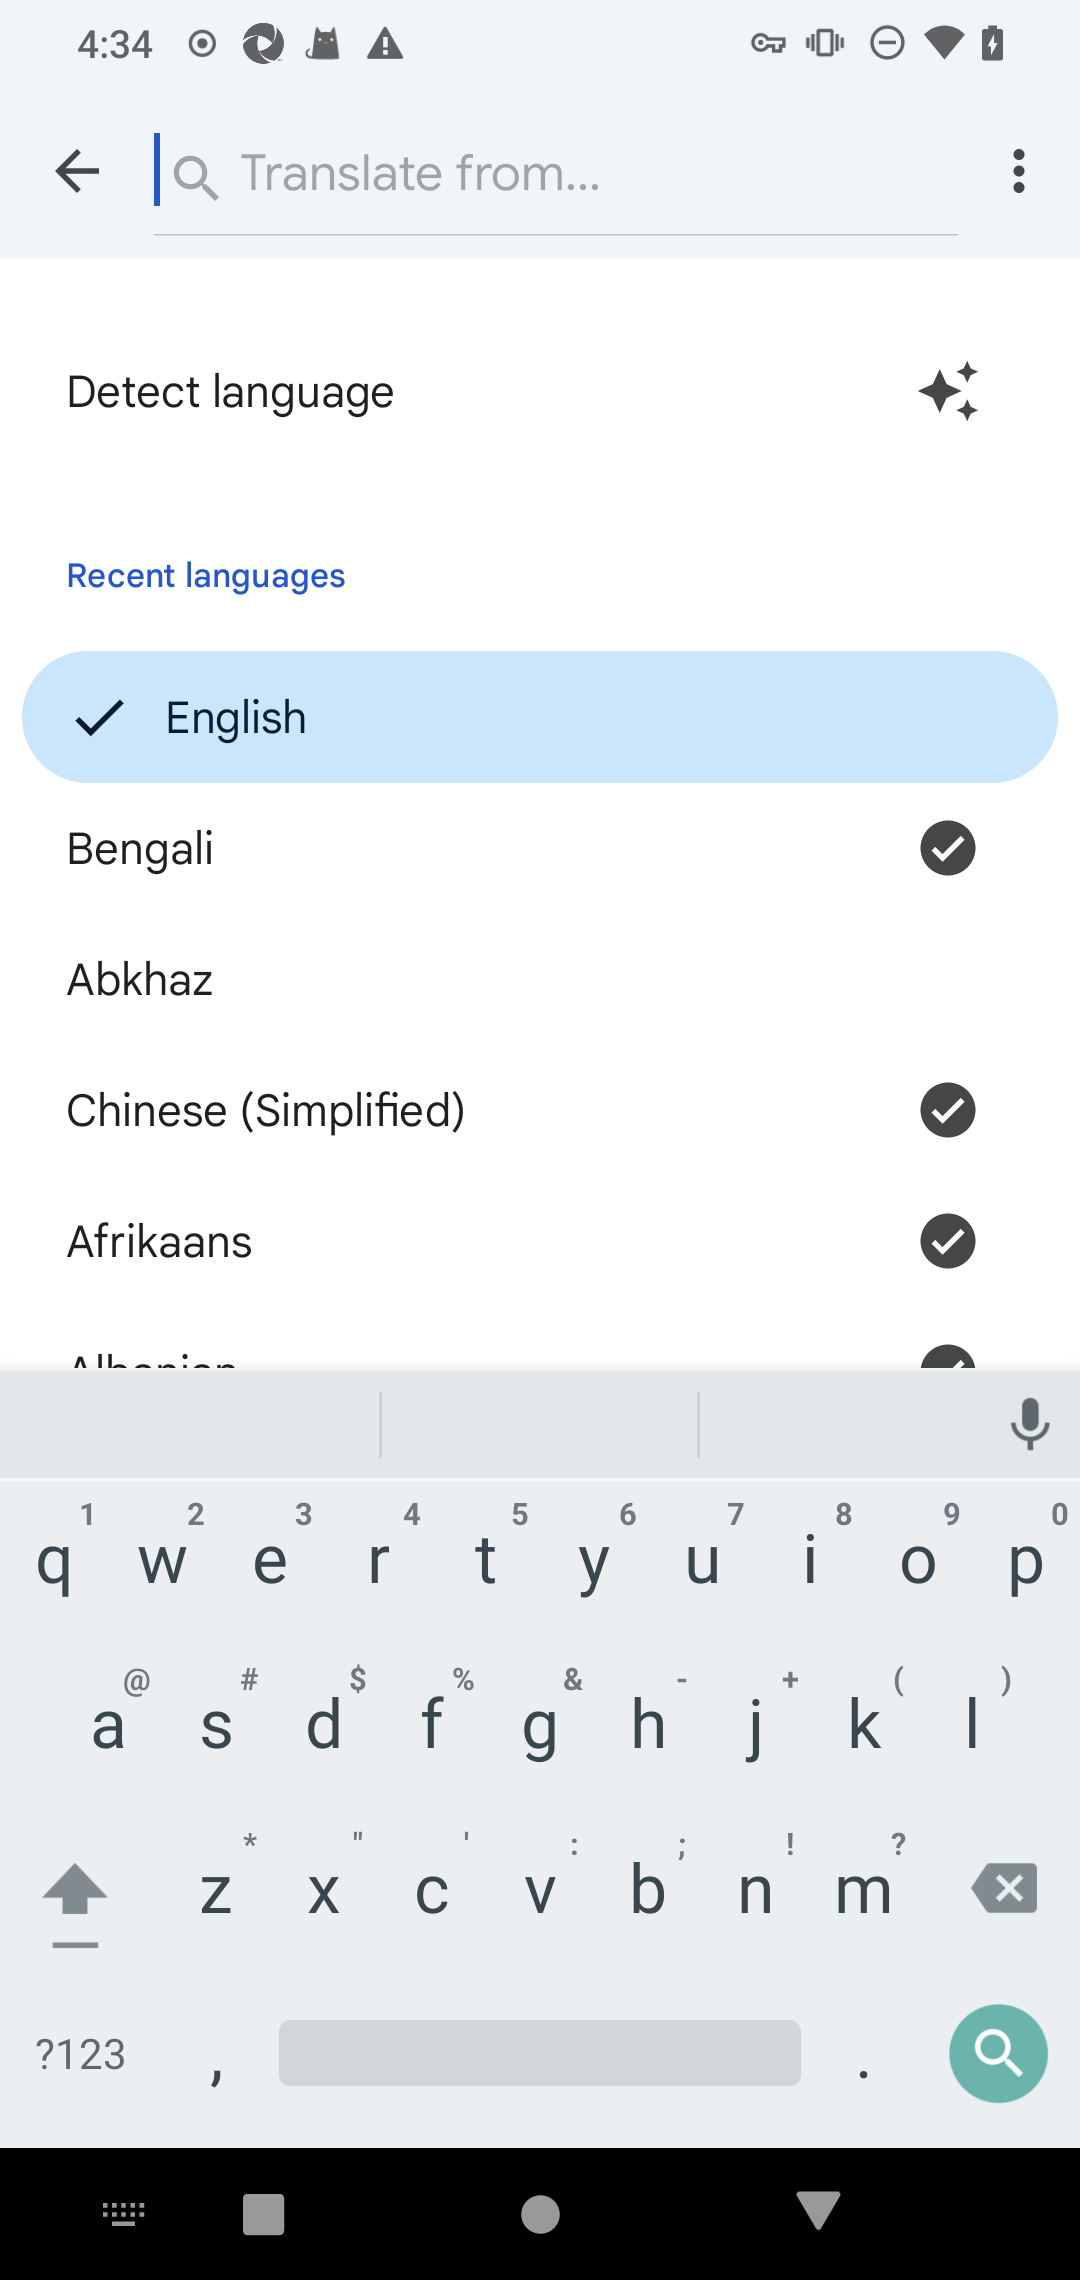 4:34
Translate from...
Detect language
Recent languages
English
Bengali
Abkhaz
Chinese (Simplified)
Afrikaans
Albanian
1 2 3 4 5 6 7 8 9 0
q w e r t y u i o p
@ # $ % & - + ( )
a s d f g h j k l
* " ' : ; ! ?
z x c v b n m
?123 , .